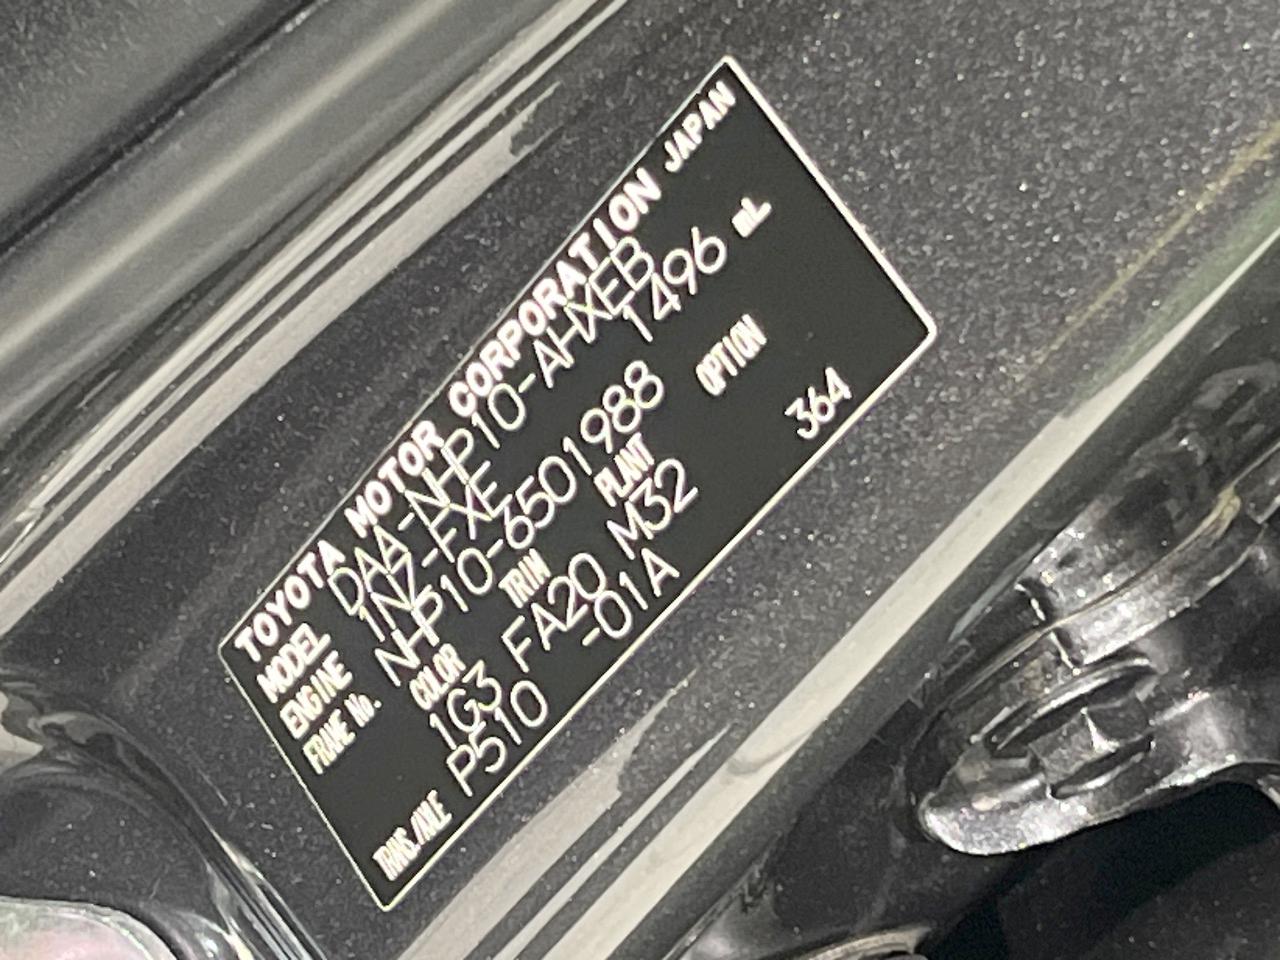 TOYOTA MOTOR CORPORATION JAPAN
MODEL DAA-NHP10-AHXEB
ENGINE 1NZ-FXE 1496 mL
FRAME No. NHP10-6501988
COLOR TRIM PLANT OPTION
1G3 FA20 M32 364
TRANS./AXLE P510 -01A